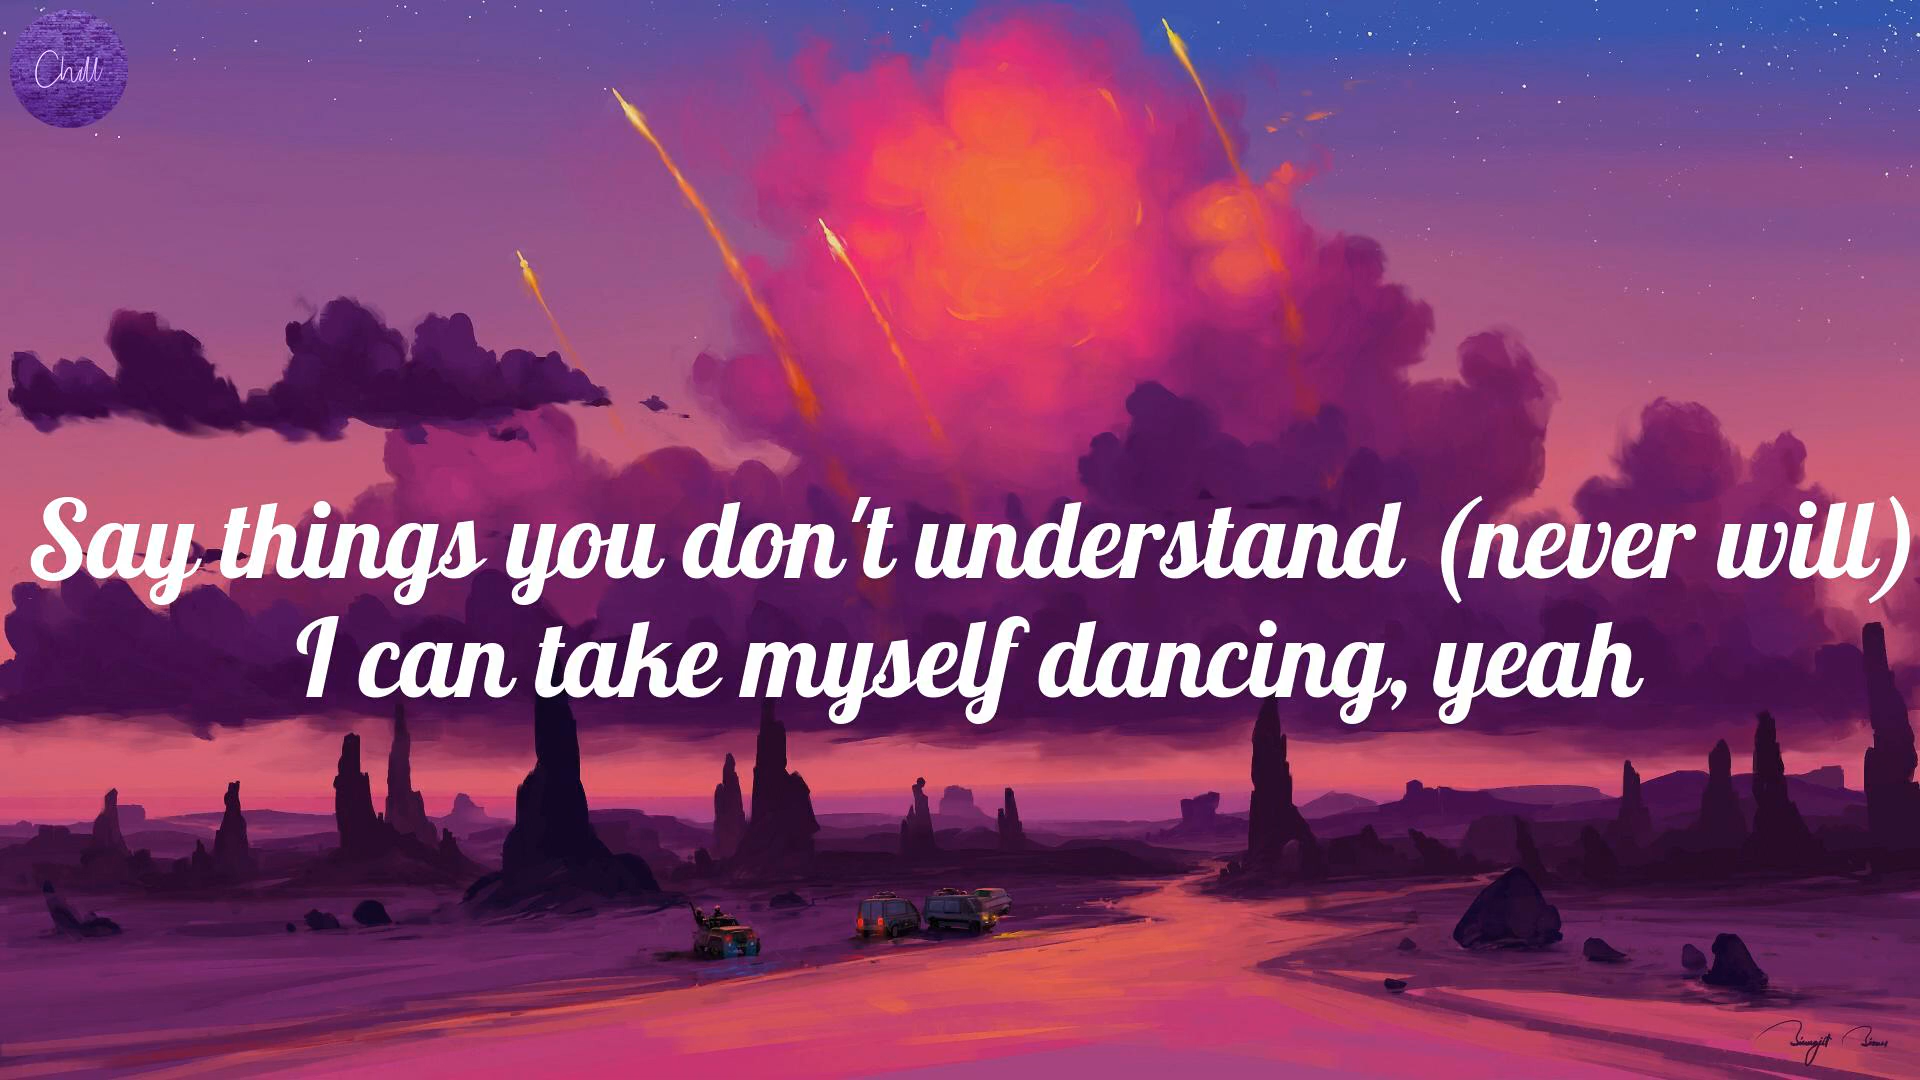 Chill
Say things you don't understand (never will)
I can take myself dancing, yeah